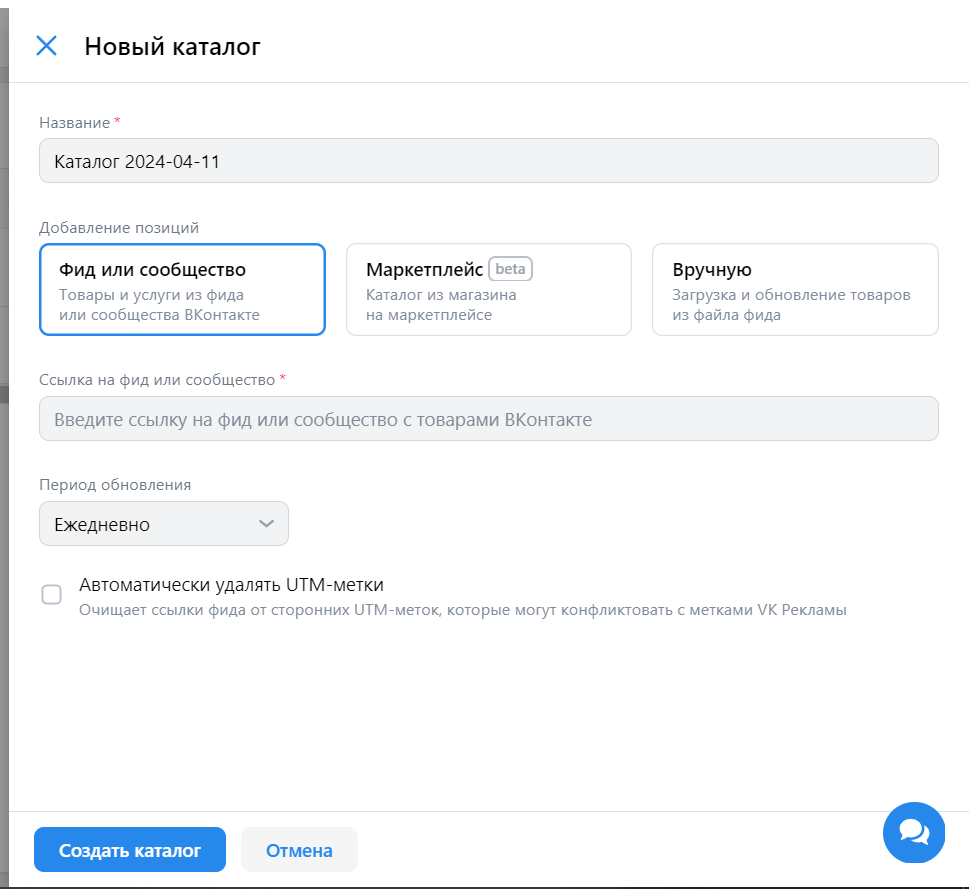 Новый каталог
Название *
Каталог 2024-04-11
Добавление позиций
Фид или сообщество
Товары и услуги из фида
или сообщества ВКонтакте
Маркетплейс beta
Каталог из магазина
на маркетплейсе
Вручную
Загрузка и обновление товаров
из файла фида
Ссылка на фид или сообщество *
Введите ссылку на фид или сообщество с товарами ВКонтакте
Период обновления
Ежедневно
Автоматически удалять UTM-метки
Очищает ссылки фида от сторонних UTM-меток, которые могут конфликтовать с метками VK Рекламы
Создать каталог
Отмена